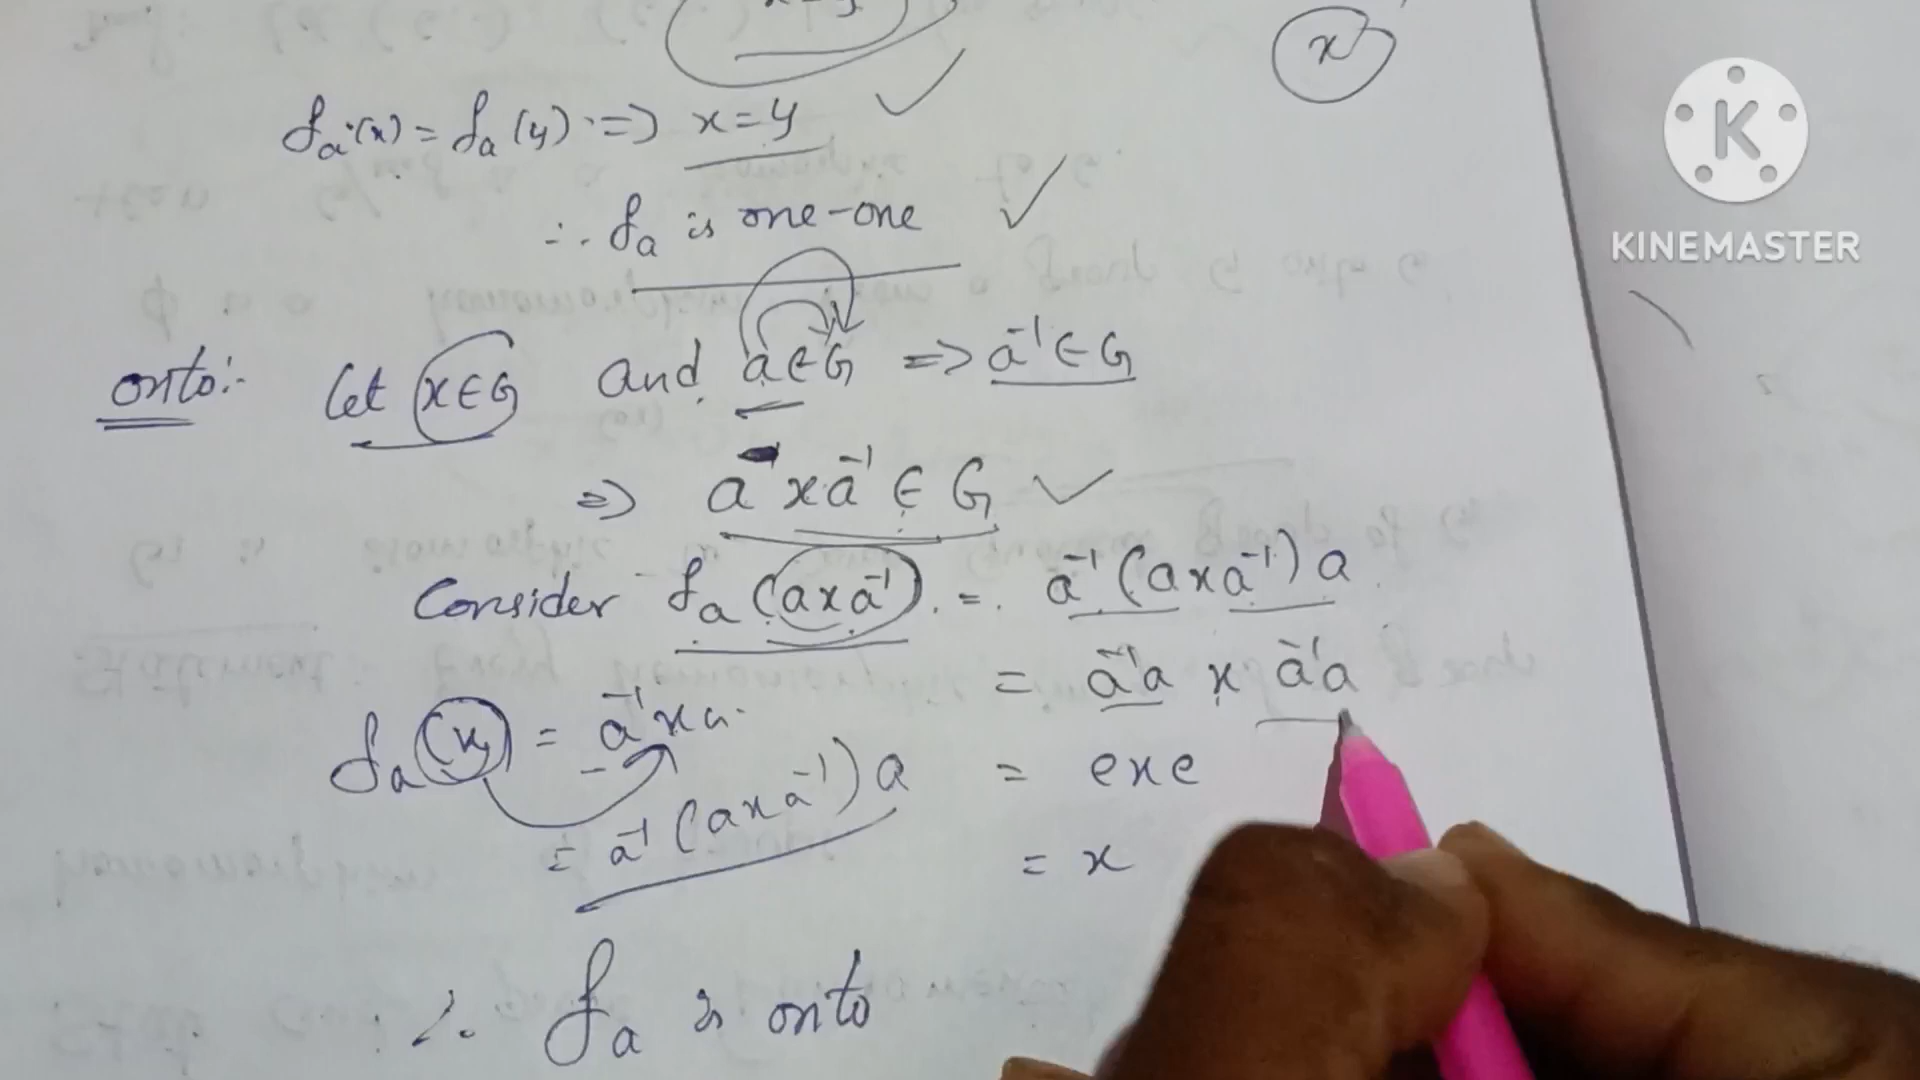 x
fₐ(x) = fₐ(y) => x=y
KINEMASTER
∴ fₐ is one-one
onto:- Let x∈G and a∈G => a⁻¹∈G
=> a x a⁻¹ ∈ G
Consider fₐ(axa⁻¹) = a⁻¹(axa⁻¹)a
= a⁻¹a x a⁻¹a
fₐ(x) = a⁻¹xa
= exe
= a⁻¹(axa⁻¹)a
= x
∴ fₐ is onto